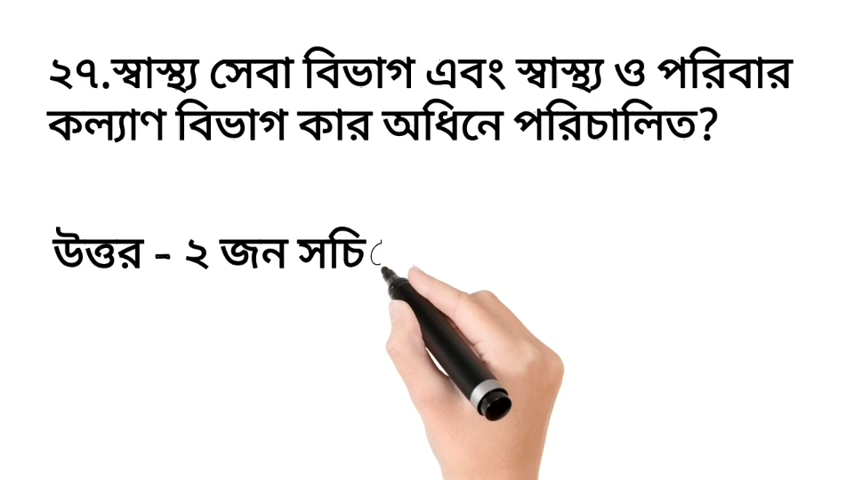 ২৭.স্বাস্থ্য সেবা বিভাগ এবং স্বাস্থ্য ও পরিবার
কল্যাণ বিভাগ কার অধিনে পরিচালিত?
উত্তর - ২ জন সচি